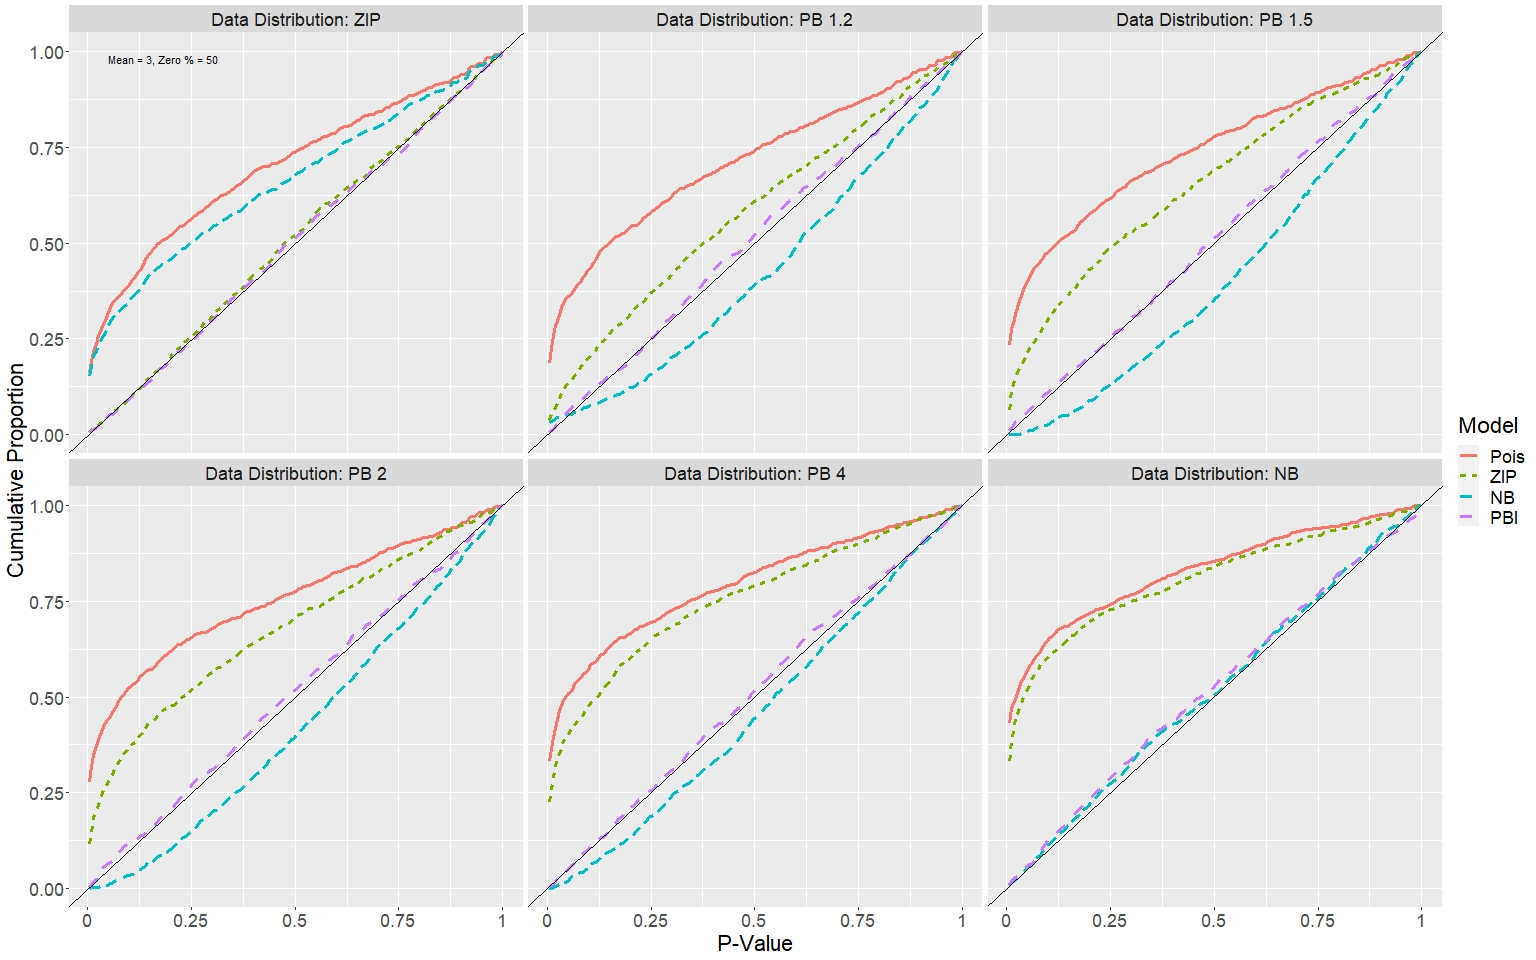 Data Distribution: ZIP
Data Distribution: PB 1.2
Data Distribution: PB 1.5
Mean = 3, Zero % = 50
1.00
0.75
0.50
0.25
0.00
Data Distribution: PB 2
Data Distribution: PB 4
Data Distribution: NB
1.00
0.75
0.50
0.25
0.00
0 0.25 0.5 0.75 1
0 0.25 0.5 0.75 1
0 0.25 0.5 0.75 1
P-Value
Cumulative Proportion
Model
Pois
ZIP
NB
PBI